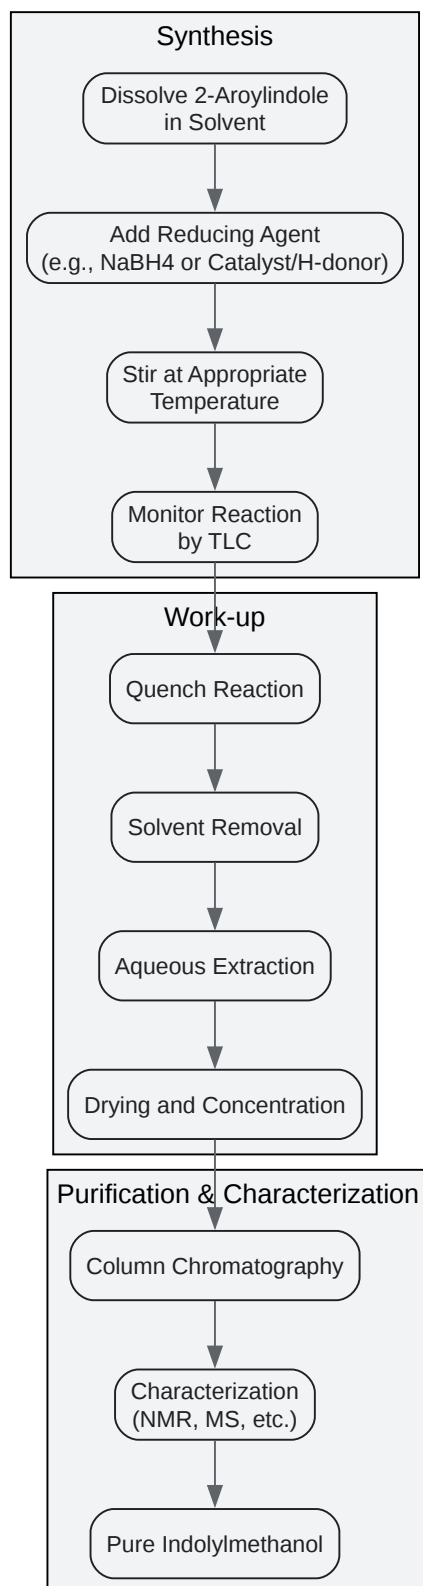 Synthesis
Dissolve 2-Aroylindole
in Solvent
Add Reducing Agent
(e.g., NaBH4 or Catalyst/H-donor)
Stir at Appropriate
Temperature
Monitor Reaction
by TLC
Work-up
Quench Reaction
Solvent Removal
Aqueous Extraction
Drying and Concentration
Purification & Characterization
Column Chromatography
Characterization
(NMR, MS, etc.)
Pure Indolylmethanol